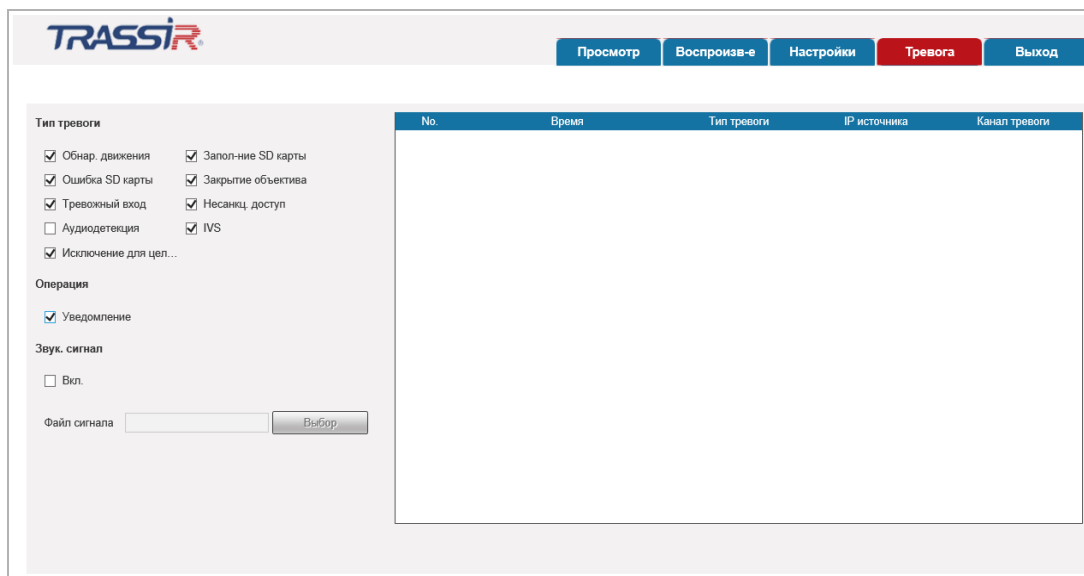 TRASSIR®
Просмотр Воспроизв-е Настройки Тревога Выход
Тип тревоги
Обнар. движения Запол-ние SD карты
Ошибка SD карты Закрытие объектива
Тревожный вход Несанкц. доступ
Аудиодетекция IVS
Исключение для цел...
Операция
Уведомление
Звук. сигнал
Вкл.
Файл сигнала Выбор
No. Время Тип тревоги IP источника Канал тревоги